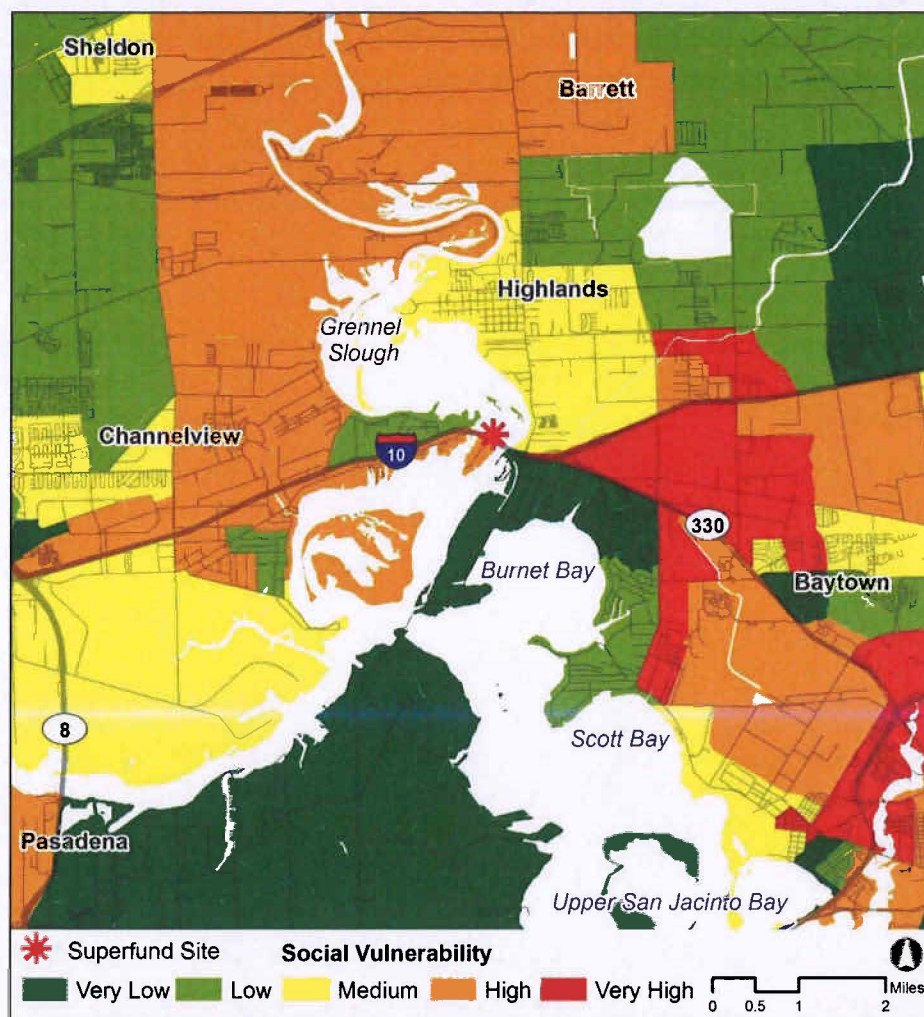 Sheldon
Barrett
Highlands
Grennel
Slough
Channelview
10
330
Burnet Bay
Baytown
8
Scott Bay
Pasadena
Upper San Jacinto Bay
Superfund Site
Social Vulnerability
Very Low
Low
Medium
High
Very High
Miles
0 0.5 1 2